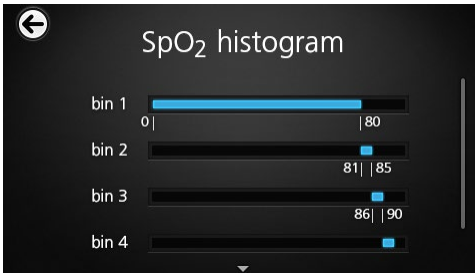 SpO₂ histogram
bin 1
0| |80
bin 2
81| |85
bin 3
86| |90
bin 4